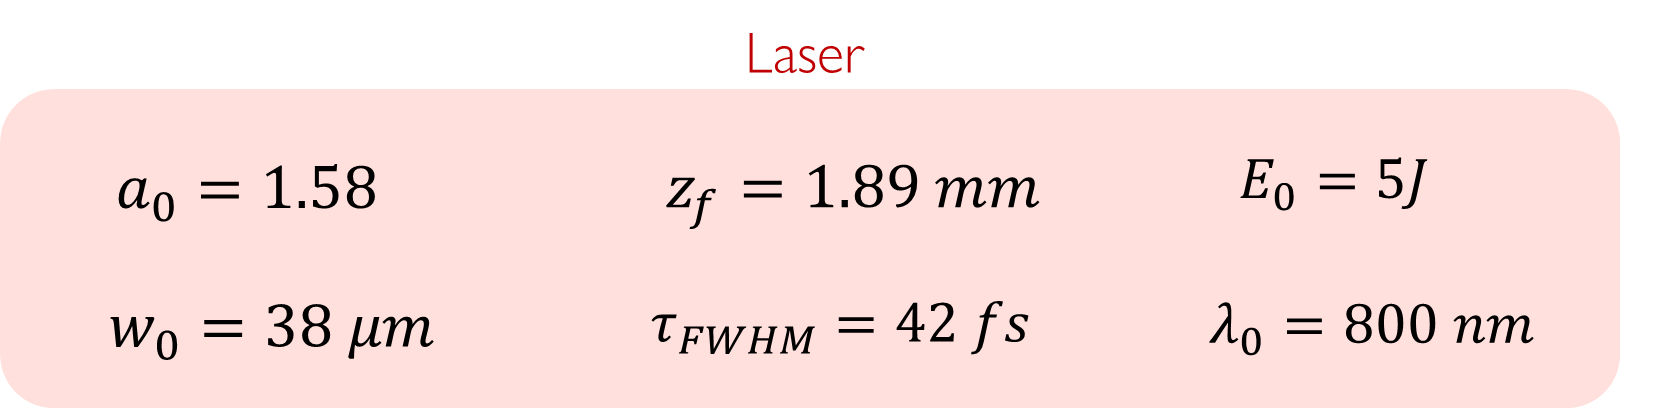 Laser
a₀ = 1.58 z_f = 1.89 mm E₀ = 5J
w₀ = 38 μm τ_FWHM = 42 fs λ₀ = 800 nm